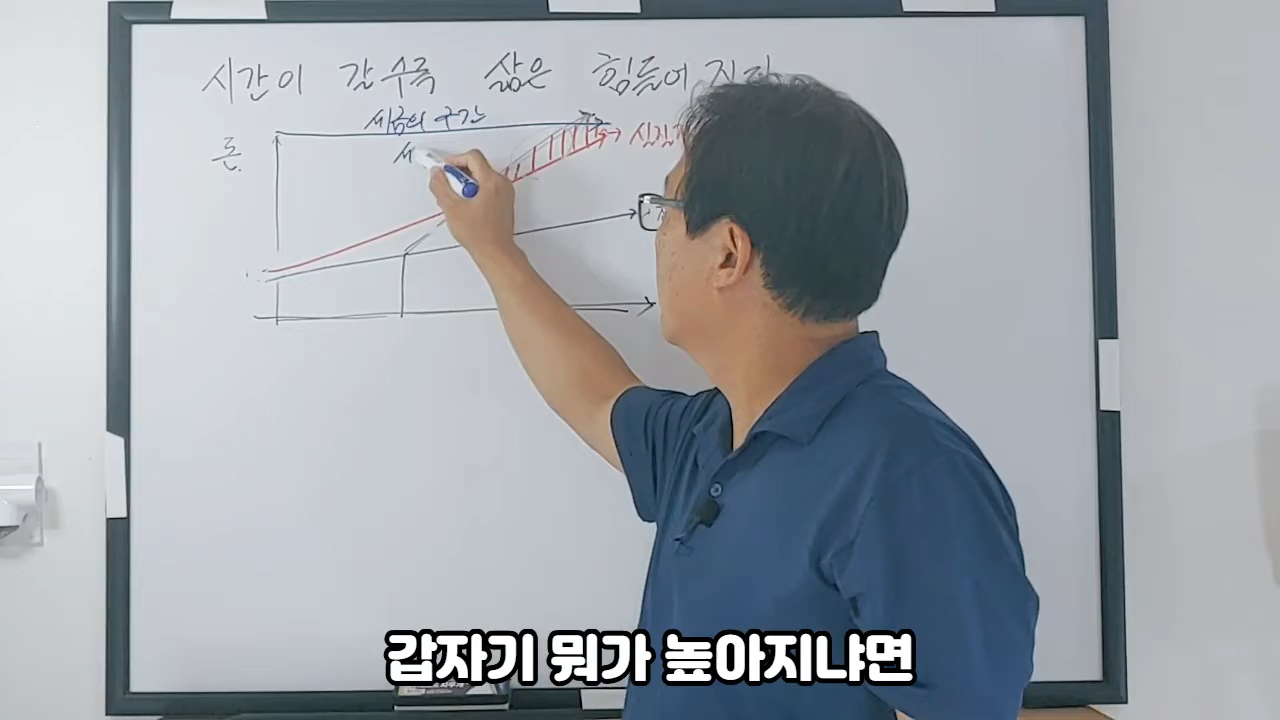 시간이 갈수록 삶은 힘들어 진다
세금의 구간
돈
세
갑자기 뭐가 높아지냐면